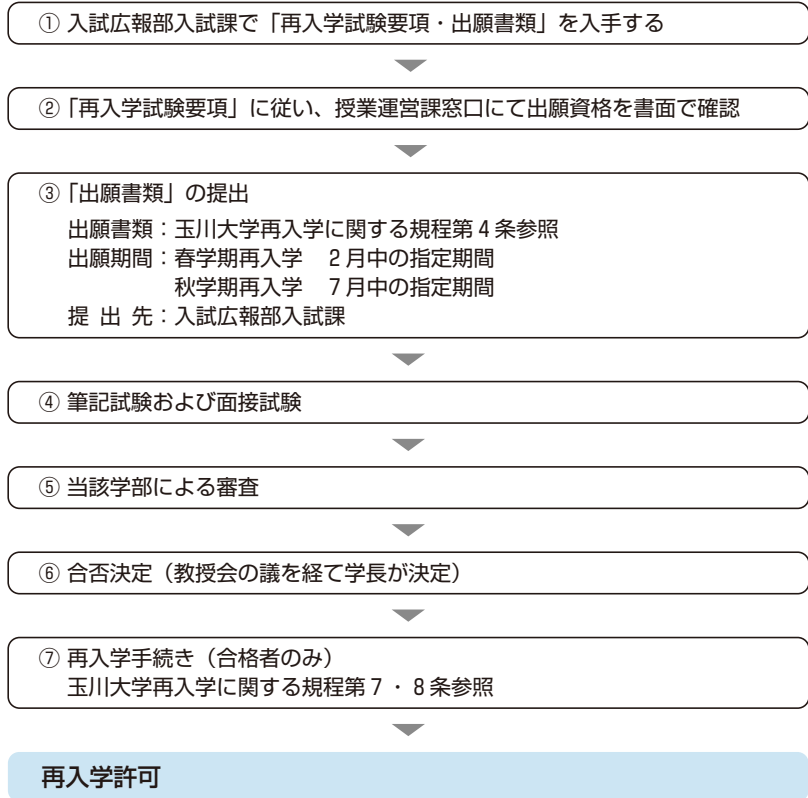 ① 入試広報部入試課で「再入学試験要項・出願書類」を入手する
②「再入学試験要項」に従い、授業運営課窓口にて出願資格を書面で確認
③「出願書類」の提出
出願書類：玉川大学再入学に関する規程第4条参照
出願期間：春学期再入学　2月中の指定期間
秋学期再入学　7月中の指定期間
提 出 先：入試広報部入試課
④ 筆記試験および面接試験
⑤ 当該学部による審査
⑥ 合否決定（教授会の議を経て学長が決定）
⑦ 再入学手続き（合格者のみ）
玉川大学再入学に関する規程第7・8条参照
再入学許可